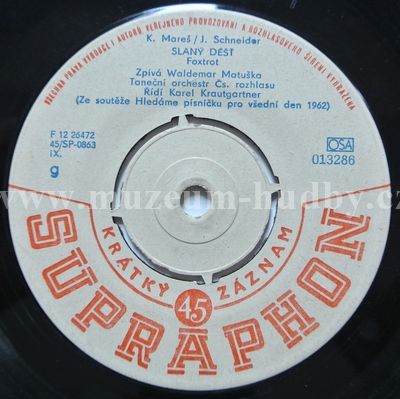 VŠECHNA PRÁVA VÝROBCE I AUTORŮ VEŘEJNÉHO PROVOZOVÁNÍ A ROZHLASOVÉHO ŠÍŘENÍ VYHRAZENA
K. Mareš/J. Schneider
SLANÝ DÉŠŤ
Foxtrot
Zpívá Waldemar Matuška
Taneční orchestr Čs. rozhlasu
Řídí Karel Krautgartner
(Ze soutěže Hledáme písničku pro všední den 1962)
F 12 26472
45/SP-0863
IX.
g
OSA
013286
www.muzeum-hudby.cz
KRÁTKÝ 45 ZÁZNAM
SUPRAPHON